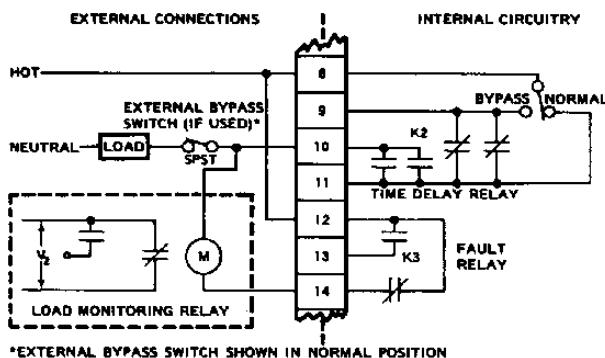 EXTERNAL CONNECTIONS
INTERNAL CIRCUITRY
HOT
8
EXTERNAL BYPASS
SWITCH (IF USED)*
9
BYPASS
NORMAL
NEUTRAL
LOAD
SPST
10
K2
11
TIME DELAY RELAY
12
V2
M
13
K3
FAULT
RELAY
14
LOAD MONITORING RELAY
*EXTERNAL BYPASS SWITCH SHOWN IN NORMAL POSITION